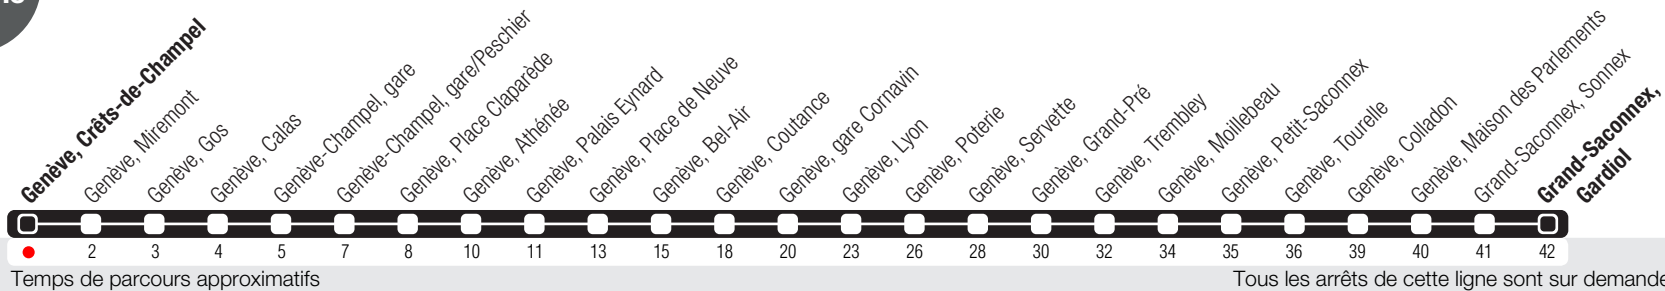 Genève, Crêts-de-Champel
Genève, Miremont
Genève, Gos
Genève, Calas
Genève-Champel, gare
Genève-Champel, gare/Peschier
Genève, Place Claparède
Genève, Athénée
Genève, Palais Eynard
Genève, Place de Neuve
Genève, Bel-Air
Genève, Coutance
Genève, gare Cornavin
Genève, Lyon
Genève, Poterie
Genève, Servette
Genève, Grand-Pré
Genève, Trembley
Genève, Moillebeau
Genève, Petit-Saconnex
Genève, Tourelle
Genève, Colladon
Genève, Maison des Parlements
Grand-Saconnex, Sonnex
Grand-Saconnex,
Gardiol
2 3 4 5 7 8 10 11 13 15 18 20 23 26 28 30 32 34 35 36 39 40 41 42
Temps de parcours approximatifs
Tous les arrêts de cette ligne sont sur demande